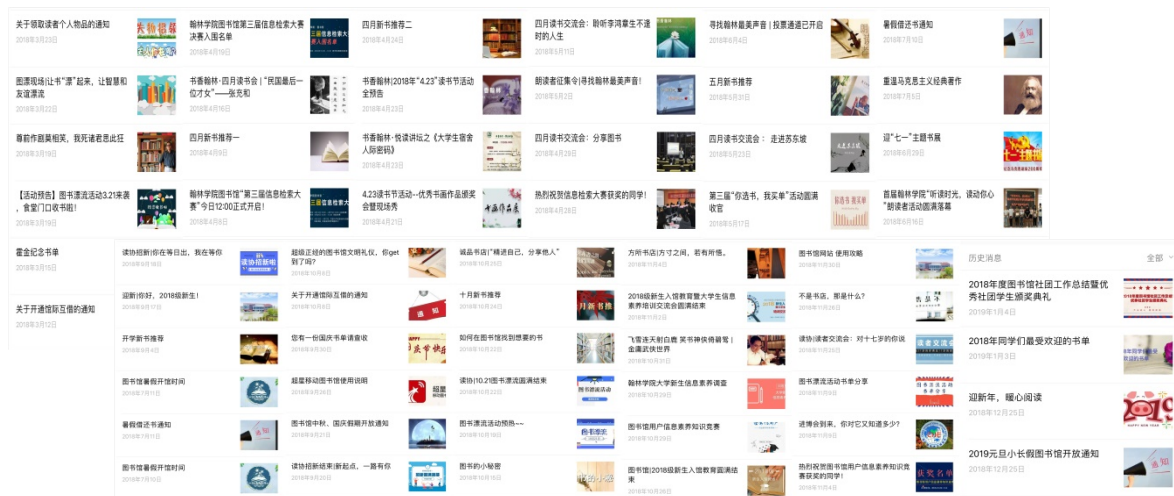 关于领取读者个人物品的通知
2018年3月23日
图漂现场|让书“漂”起来，让智慧和
友谊漂流
2018年3月22日
尊前作剧莫相笑，我死诸君思此狂
2018年3月19日
【活动预告】图书漂流活动3.21来袭
，食堂门口收书啦！
2018年3月19日
霍金纪念书单
2018年3月15日
关于开通馆际互借的通知
2018年3月12日
翰林学院图书馆第三届信息检索大赛
决赛入围名单
2018年4月19日
书香翰林·四月读书会 | “民国最后一
位才女”——张充和
2018年4月16日
四月新书推荐一
2018年4月9日
翰林学院图书馆“第三届信息检索大
赛”今日12:00正式开启！
2018年4月8日
四月新书推荐二
2018年4月24日
书香翰林|2018年“4.23”读书节活动
全预告
2018年4月23日
书香翰林·悦读讲坛之《大学生宿舍
人际密码》
2018年4月23日
4.23读书节活动--优秀书画作品颁奖
会暨现场秀
2018年4月21日
四月读书交流会：聆听李鸿章生不逢
时的人生
2018年5月11日
朗读者征集令|寻找翰林最美声音！
2018年5月2日
四月读书交流会：分享图书
2018年4月29日
热烈祝贺信息检索大赛获奖的同学！
2018年4月28日
寻找翰林最美声音 | 投票通道已开启
2018年6月4日
五月新书推荐
2018年5月31日
四月读书交流会： 走进苏东坡
2018年5月23日
第三届“你选书，我买单”活动圆满
收官
2018年5月17日
暑假借还书通知
2018年7月10日
重温马克思主义经典著作
2018年7月5日
迎“七一”主题书展
2018年6月29日
首届翰林学院“听读时光，读动你心
”朗读者活动圆满落幕
2018年6月16日
读协招新|你在等日出，我在等你
2018年9月18日
迎新|你好，2018级新生！
2018年9月17日
开学新书推荐
2018年9月4日
图书馆暑假开馆时间
2018年7月11日
暑假借还书通知
2018年7月11日
图书馆暑假开馆时间
2018年7月10日
超级正经的图书馆文明礼仪，你get
到了吗？
2018年10月8日
关于开通馆际互借的通知
2018年10月8日
您有一份国庆书单请查收
2018年9月30日
超星移动图书馆使用说明
2018年9月26日
图书馆中秋、国庆假期开放通知
2018年9月21日
读协招新结束|新起点，一路有你
2018年9月20日
诚品书店|“精进自己，分享他人”
2018年10月25日
十月新书推荐
2018年10月24日
如何在图书馆找到想要的书
2018年10月22日
读协|10.21图书漂流圆满结束
2018年10月22日
图书漂流活动预热~~
2018年10月19日
图书的小秘密
2018年10月16日
方所书店|方寸之间，若有所悟。
2018年11月4日
2018级新生入馆教育暨大学生信息
素养培训交流会圆满结束
2018年11月2日
飞雪连天射白鹿 笑书神侠倚碧鸳 |
金庸武侠世界
2018年10月31日
翰林学院大学新生信息素养调查
2018年10月29日
图书馆用户信息素养知识竞赛
2018年10月29日
图书馆|2018级新生入馆教育圆满结
束
图书馆网站 使用攻略
2018年11月30日
不是书店，那是什么？
2018年11月26日
读协|读者交流会：对十七岁的你说
2018年11月25日
图书漂流活动书单分享
2018年11月9日
进博会到来，你对它又知道多少？
2018年11月9日
热烈祝贺图书馆用户信息素养知识竞
赛获奖的同学！
2018年11月4日
历史消息
全部
2018年度图书馆社团工作总结暨优
秀社团学生颁奖典礼
2019年1月4日
2018年同学们最受欢迎的书单
2019年1月3日
迎新年，暖心阅读
2018年12月25日
2019元旦小长假图书馆开放通知
2018年12月25日